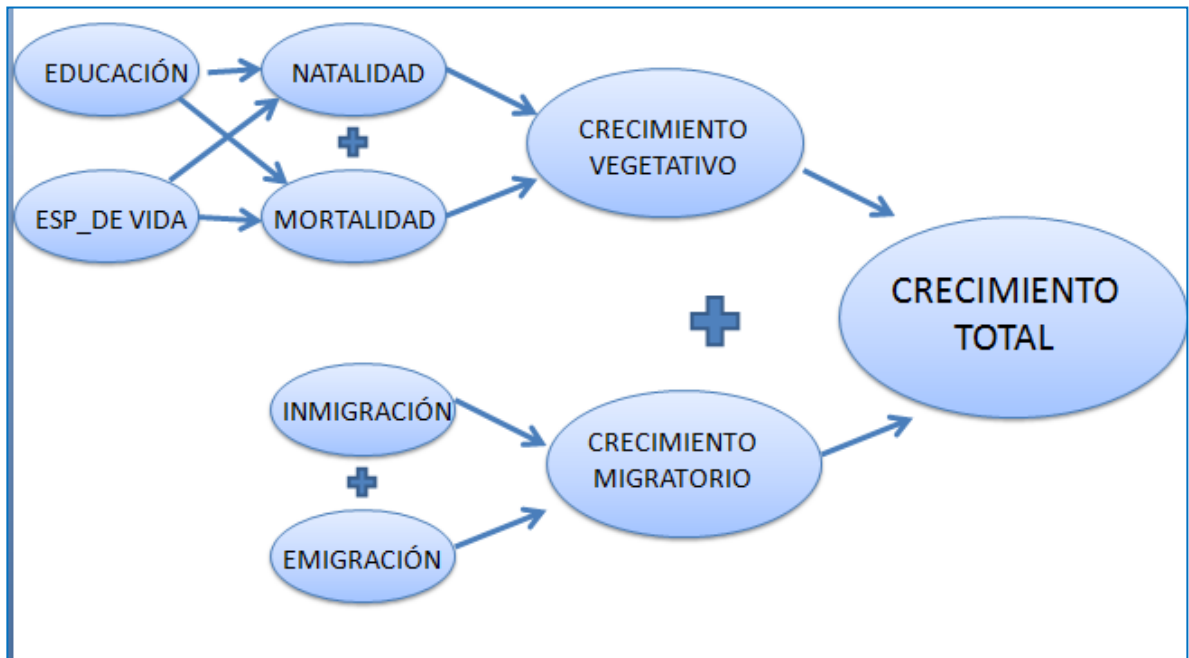 EDUCACIÓN
NATALIDAD
ESP_DE VIDA
MORTALIDAD
CRECIMIENTO
VEGETATIVO
INMIGRACIÓN
EMIGRACIÓN
CRECIMIENTO
MIGRATORIO
CRECIMIENTO
TOTAL